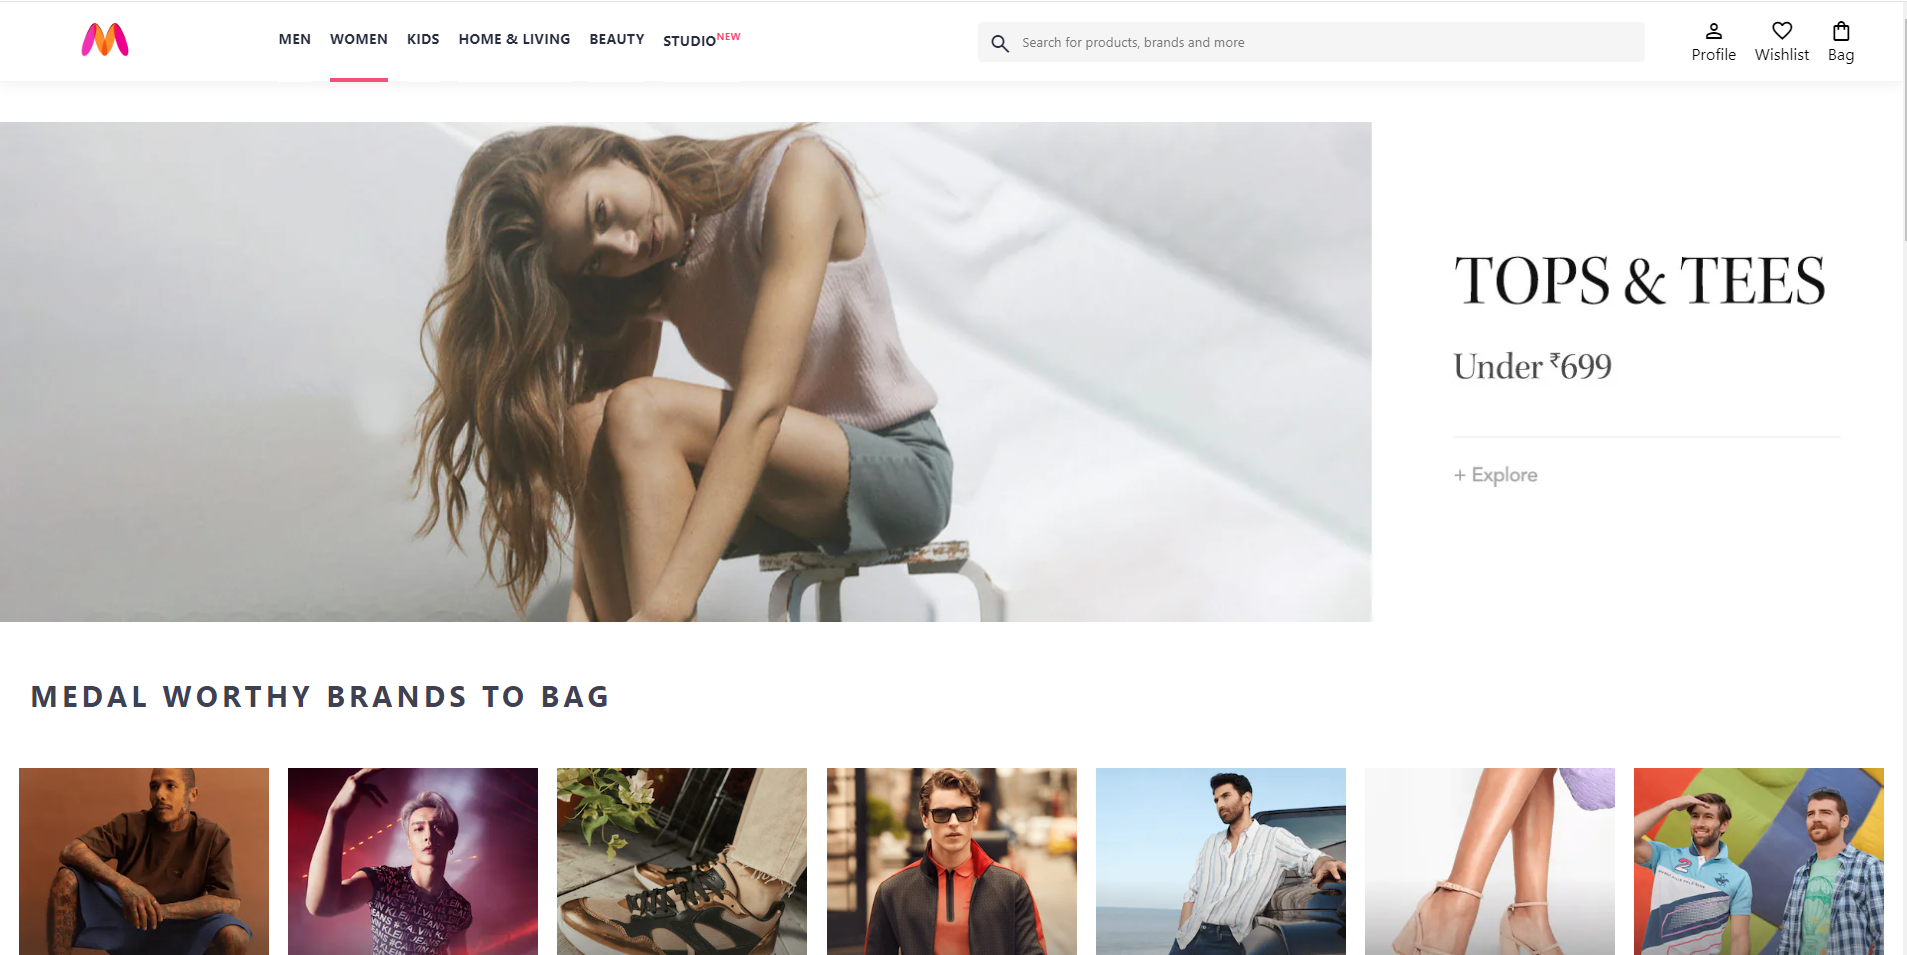 MEN WOMEN KIDS HOME & LIVING BEAUTY STUDIO NEW
Search for products, brands and more
Profile Wishlist Bag
TOPS & TEES
Under ₹699
+ Explore
MEDAL WORTHY BRANDS TO BAG